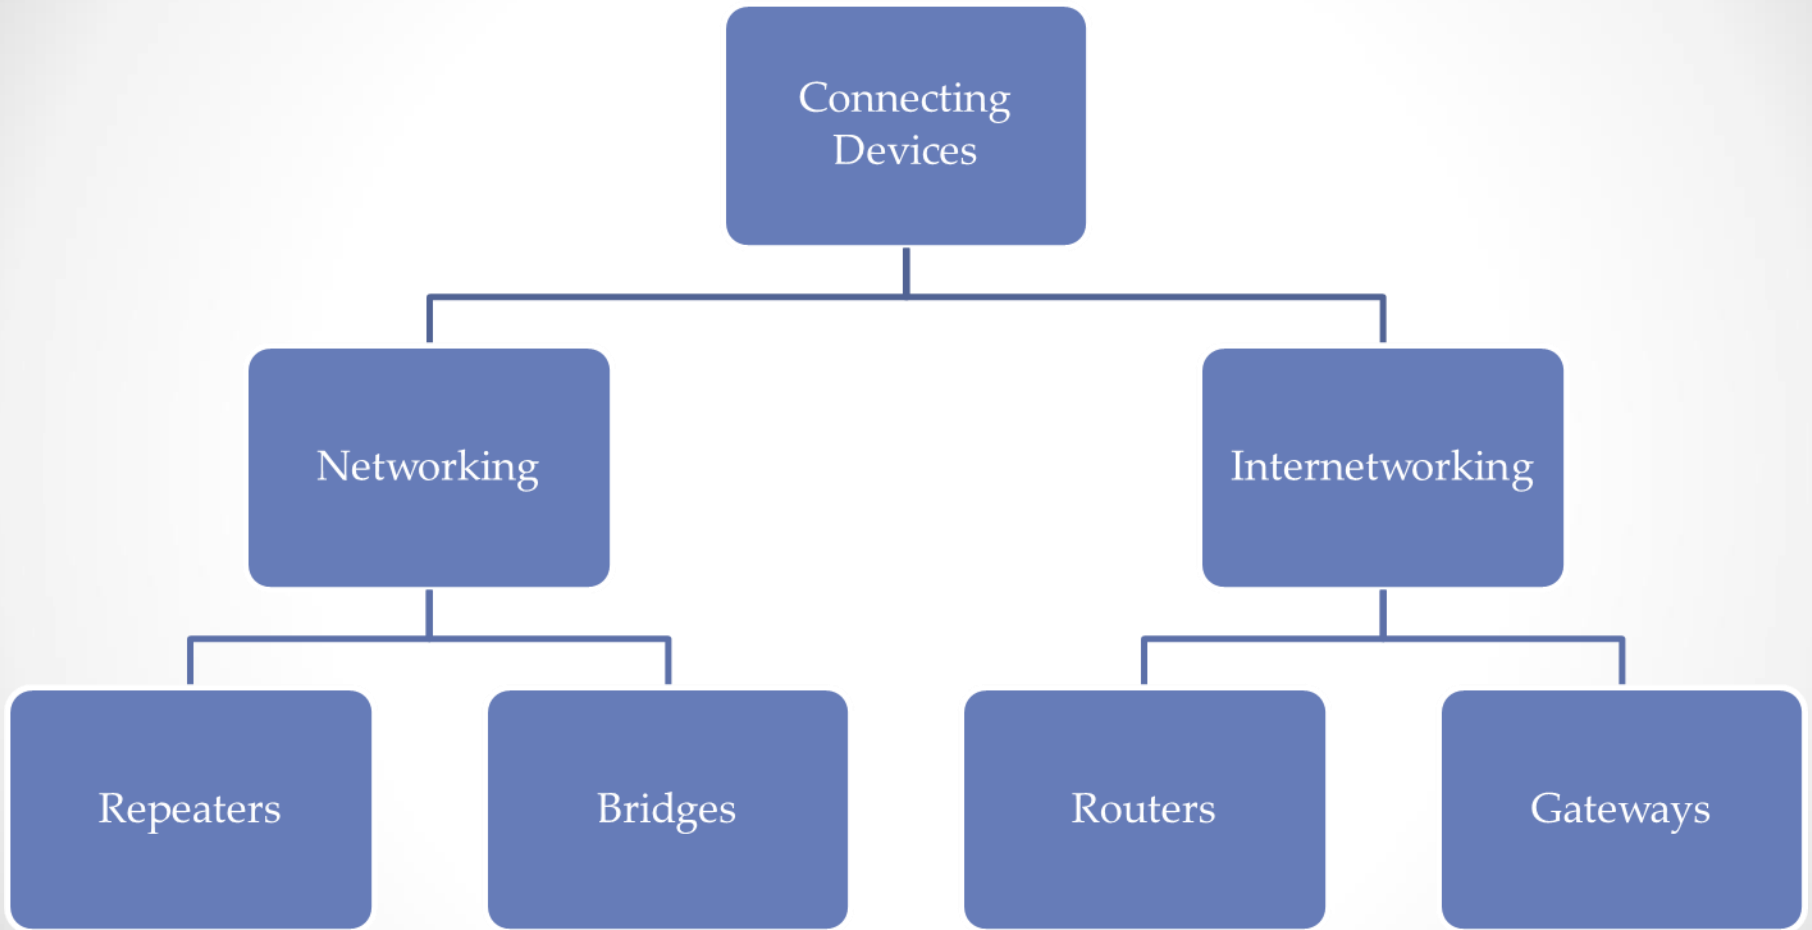 Connecting
Devices
Networking
Internetworking
Repeaters
Bridges
Routers
Gateways